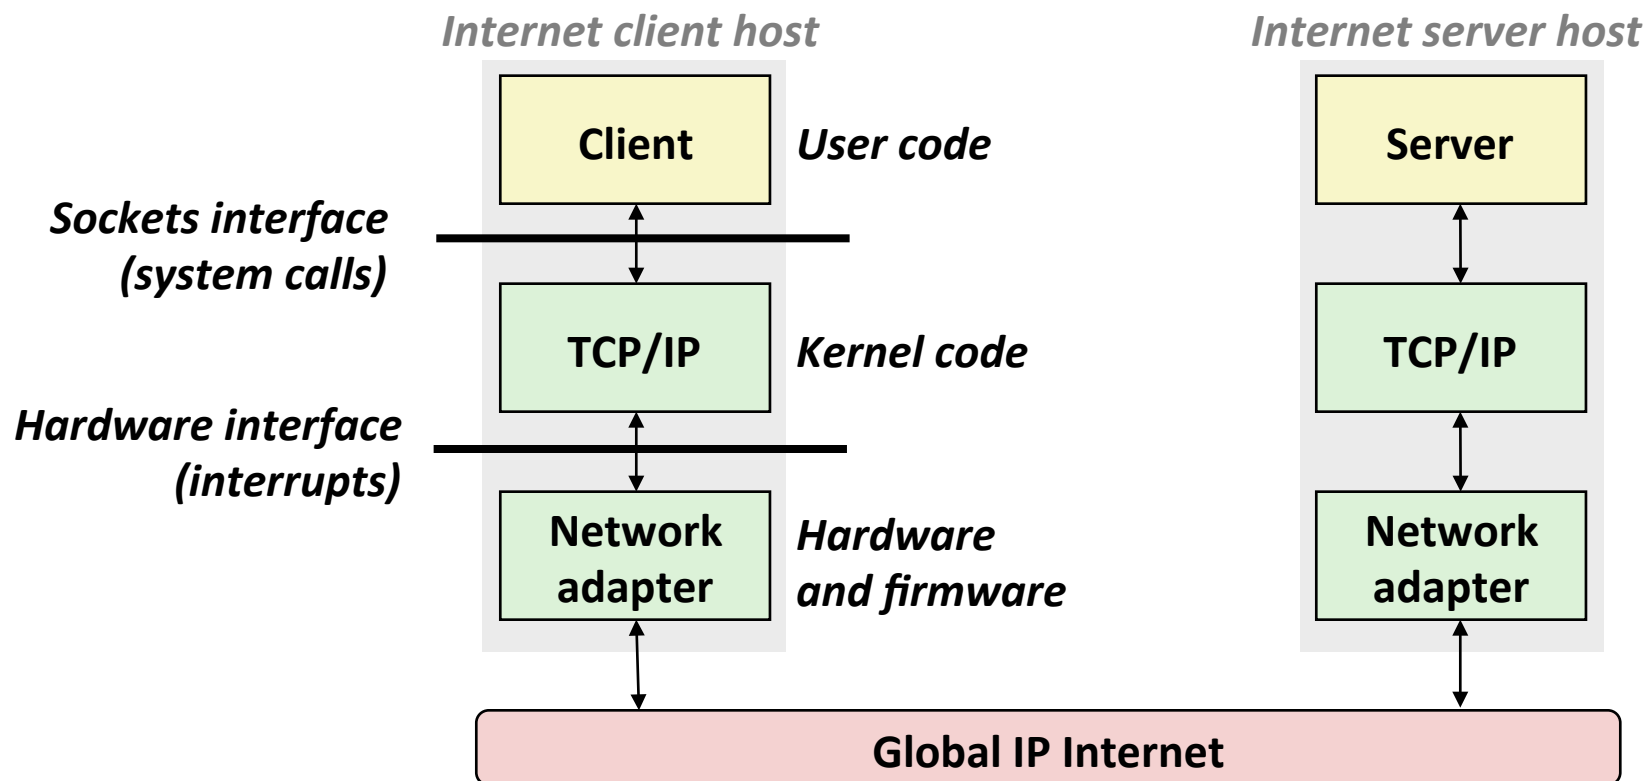 Internet client host
Internet server host
Client
User code
Server
Sockets interface
(system calls)
TCP/IP
Kernel code
TCP/IP
Hardware interface
(interrupts)
Network
adapter
Hardware
and firmware
Network
adapter
Global IP Internet